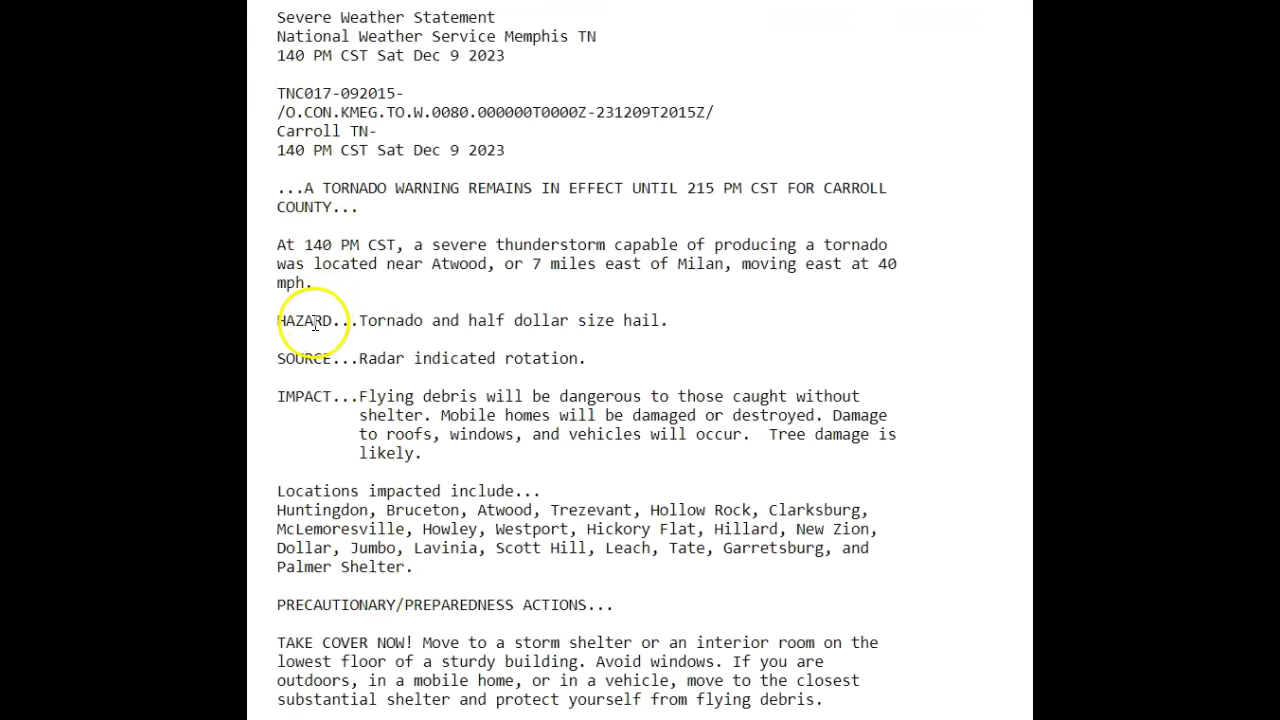 Severe Weather Statement
National Weather Service Memphis TN
140 PM CST Sat Dec 9 2023
TNC017-092015-
/O.CON.KMEG.TO.W.0080.000000T0000Z-231209T2015Z/
Carroll TN-
140 PM CST Sat Dec 9 2023
...A TORNADO WARNING REMAINS IN EFFECT UNTIL 215 PM CST FOR CARROLL
COUNTY...
At 140 PM CST, a severe thunderstorm capable of producing a tornado
was located near Atwood, or 7 miles east of Milan, moving east at 40
mph.
HAZARD...Tornado and half dollar size hail.
SOURCE...Radar indicated rotation.
IMPACT...Flying debris will be dangerous to those caught without
shelter. Mobile homes will be damaged or destroyed. Damage
to roofs, windows, and vehicles will occur.  Tree damage is
likely.
Locations impacted include...
Huntingdon, Bruceton, Atwood, Trezevant, Hollow Rock, Clarksburg,
McLemoresville, Howley, Westport, Hickory Flat, Hillard, New Zion,
Dollar, Jumbo, Lavinia, Scott Hill, Leach, Tate, Garretsburg, and
Palmer Shelter.
PRECAUTIONARY/PREPAREDNESS ACTIONS...
TAKE COVER NOW! Move to a storm shelter or an interior room on the
lowest floor of a sturdy building. Avoid windows. If you are
outdoors, in a mobile home, or in a vehicle, move to the closest
substantial shelter and protect yourself from flying debris.